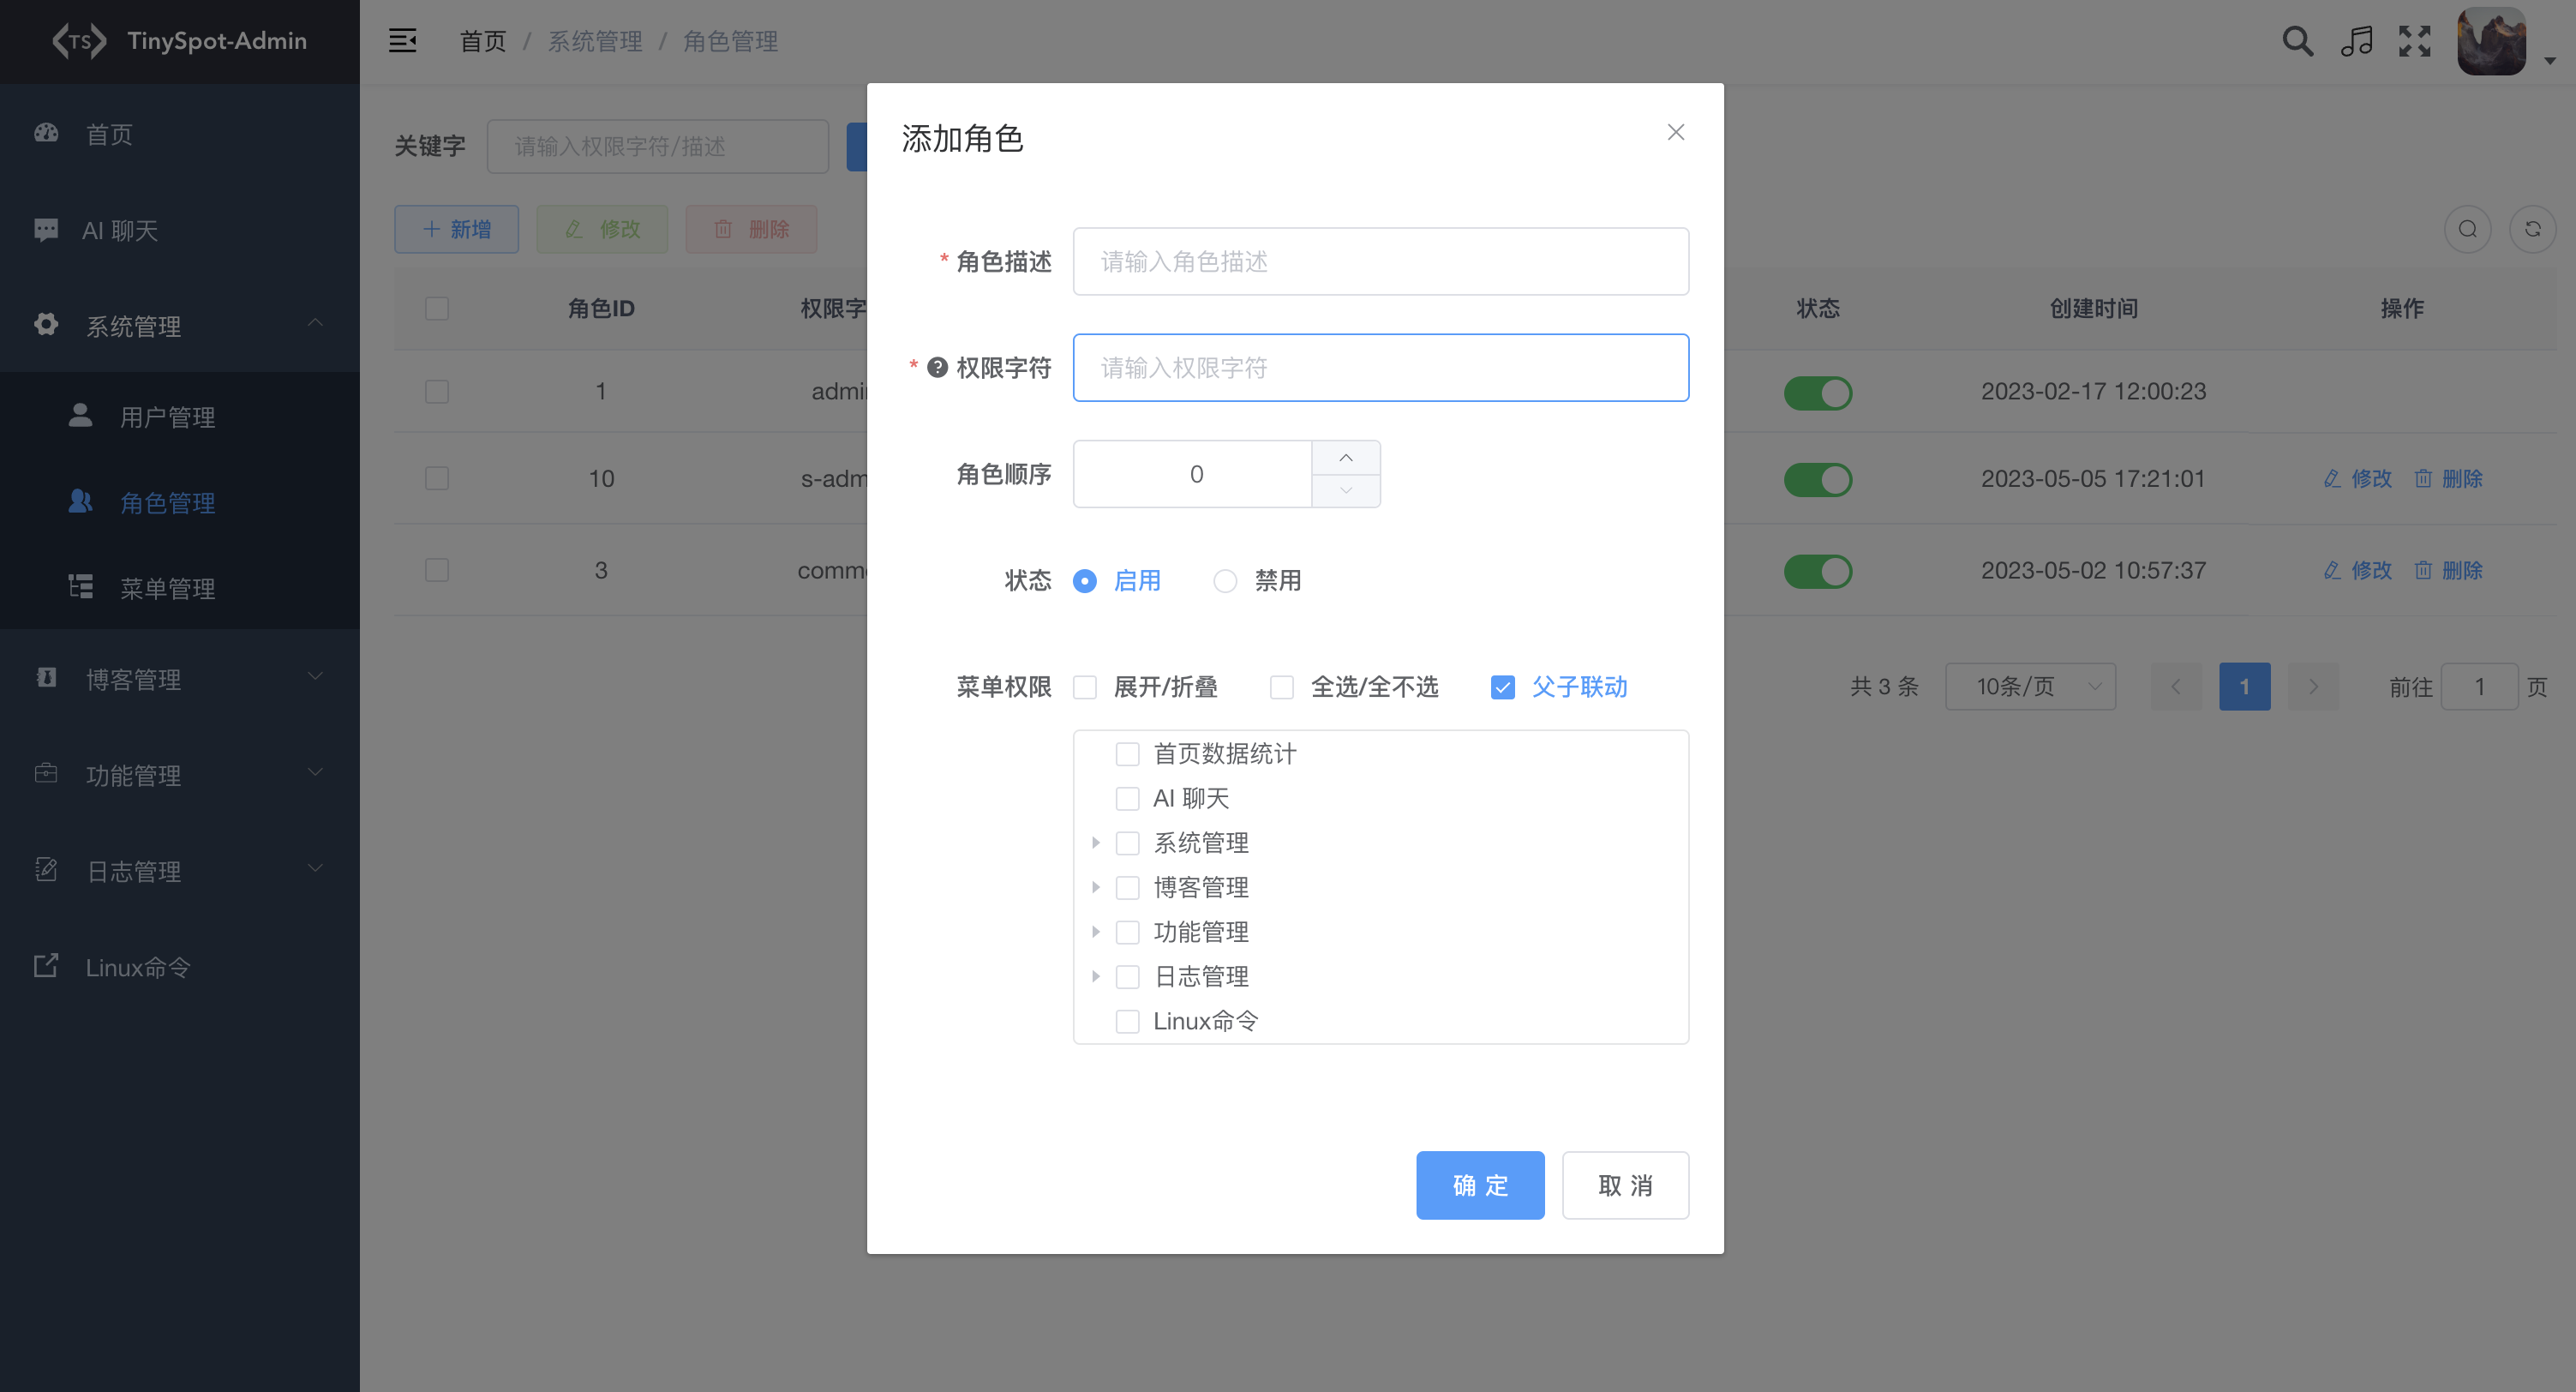 TS TinySpot-Admin
首页 / 系统管理 / 角色管理
首页
AI 聊天
系统管理
用户管理
角色管理
菜单管理
博客管理
功能管理
日志管理
Linux命令
关键字 请输入权限字符/描述
新增 修改 删除
角色ID 权限字 状态 创建时间 操作
1 admi 2023-02-17 12:00:23
10 s-adm 2023-05-05 17:21:01 修改 删除
3 comm 2023-05-02 10:57:37 修改 删除
共 3 条 10条/页 1 前往 1 页
添加角色
* 角色描述 请输入角色描述
* 权限字符 请输入权限字符
角色顺序 0
状态 启用 禁用
菜单权限 展开/折叠 全选/全不选 父子联动
首页数据统计
AI 聊天
系统管理
博客管理
功能管理
日志管理
Linux命令
确 定 取 消